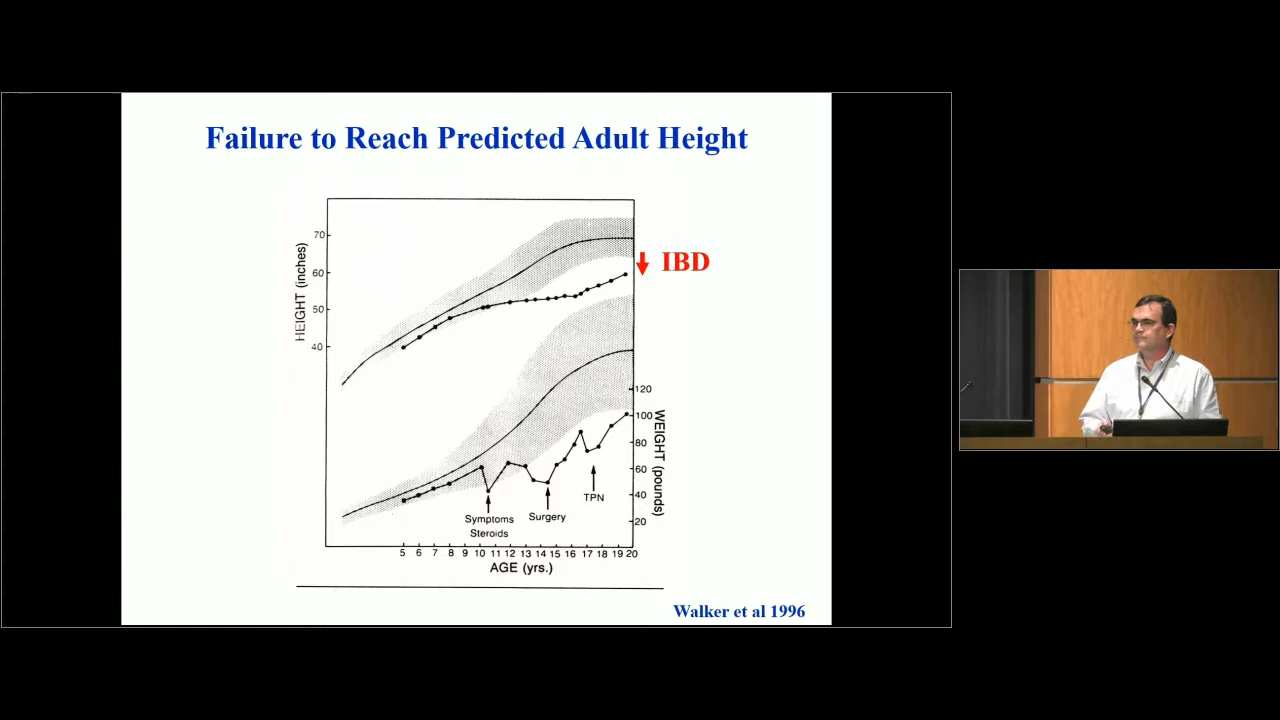 Failure to Reach Predicted Adult Height
HEIGHT (inches)
70
60
50
40
IBD
120
100
80
60
40
20
WEIGHT (pounds)
Symptoms
Steroids
Surgery
TPN
5 6 7 8 9 10 11 12 13 14 15 16 17 18 19 20
AGE (yrs.)
Walker et al 1996